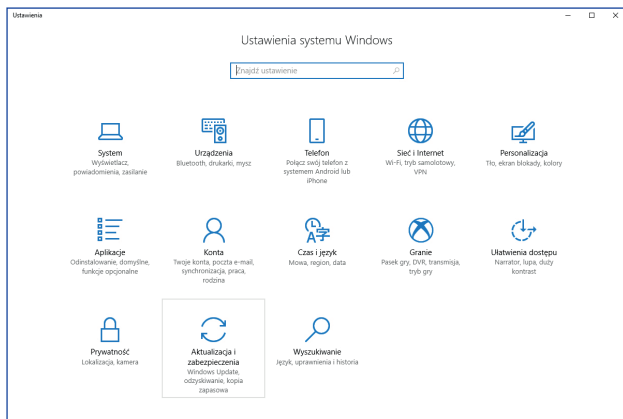 Ustawienia
Ustawienia systemu Windows
Znajdź ustawienie
System
Wyświetlacz,
powiadomienia, zasilanie
Urządzenia
Bluetooth, drukarki, mysz
Telefon
Połącz swój telefon z
systemem Android lub
iPhone
Sieć i Internet
Wi-Fi, tryb samolotowy,
VPN
Personalizacja
Tło, ekran blokady, kolory
Aplikacje
Odinstalowanie, domyślne,
funkcje opcjonalne
Konta
Twoje konta, poczta e-mail,
synchronizacja, praca,
rodzina
Czas i język
Mowa, region, data
Granie
Pasek gry, DVR, transmisja,
tryb gry
Ułatwienia dostępu
Narrator, lupa, duży
kontrast
Prywatność
Lokalizacja, kamera
Aktualizacja i
zabezpieczenia
Windows Update,
odzyskiwanie, kopia
zapasowa
Wyszukiwanie
Język, uprawnienia i historia